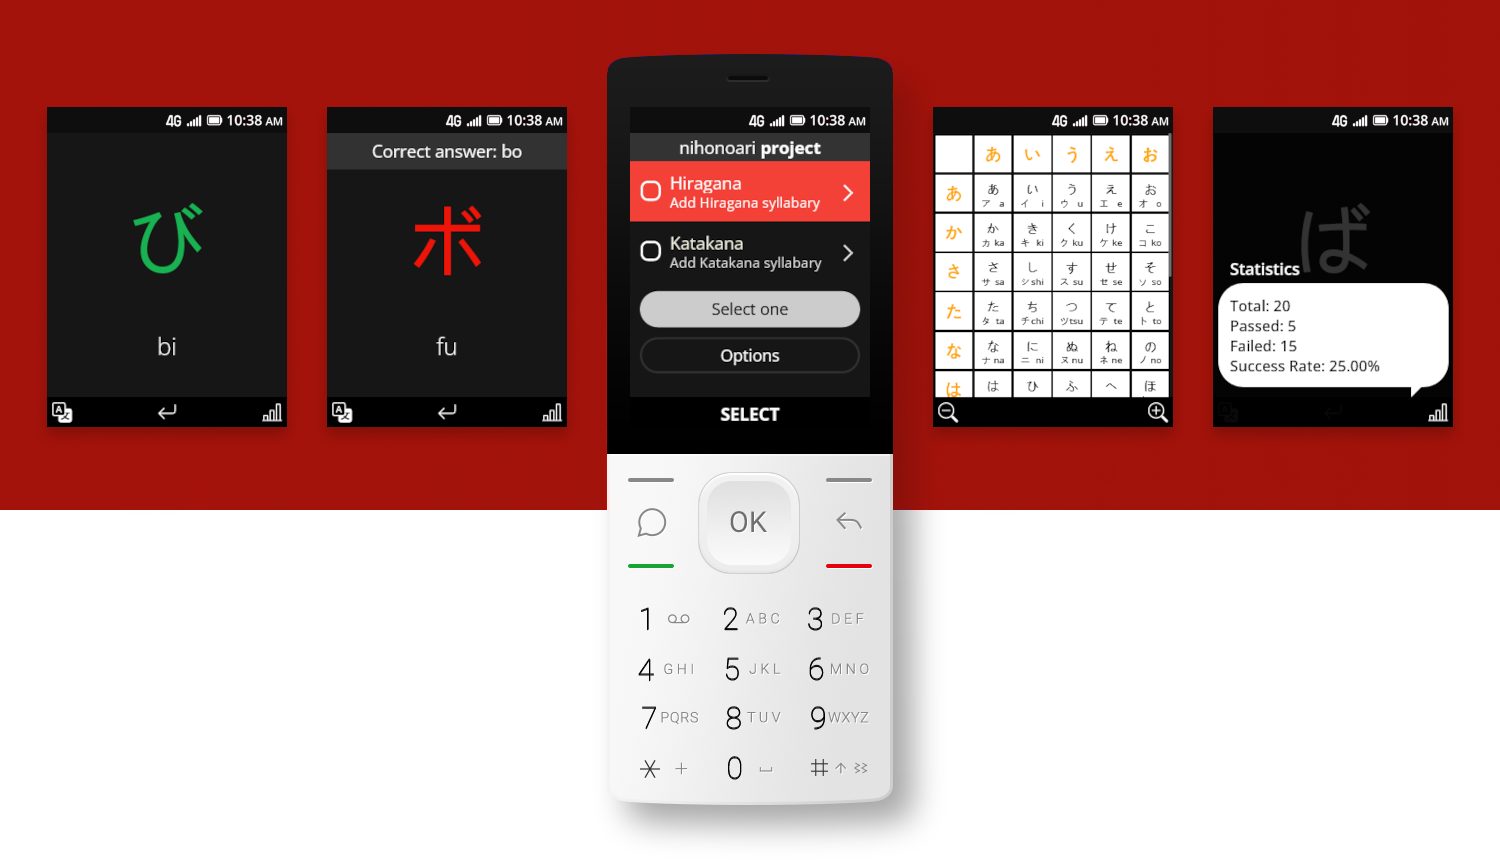 4G 10:38 AM
び
bi
4G 10:38 AM
Correct answer: bo
ボ
fu
4G 10:38 AM
nihonoari project
Hiragana
Add Hiragana syllabary
Katakana
Add Katakana syllabary
Select one
Options
SELECT
OK
1
2 ABC
3 DEF
4 GHI
5 JKL
6 MNO
7 PQRS
8 TUV
9 WXYZ
* +
0
#
4G 10:38 AM
あ い う え お
あ あ い う え お
ア a イ i ウ u エ e オ o
か か き く け こ
カ ka キ ki ク ku ケ ke コ ko
さ さ し す せ そ
サ sa シ shi ス su セ se ソ so
た た ち つ て と
タ ta チ chi ツ tsu テ te ト to
な な に ぬ ね の
ナ na ニ ni ヌ nu ネ ne ノ no
は は ひ ふ へ ほ
4G 10:38 AM
ば
Statistics
Total: 20
Passed: 5
Failed: 15
Success Rate: 25.00%